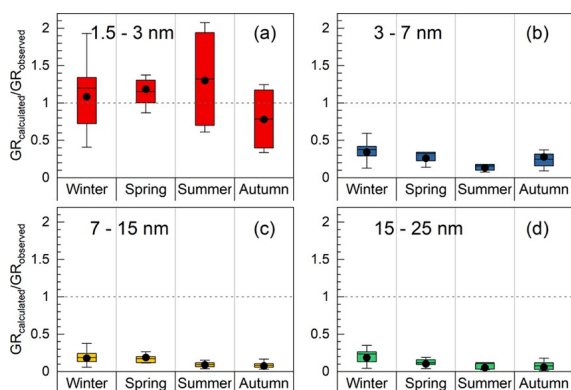 1.5 - 3 nm (a)
GRcalculated/GRobserved
2
1.5
1
0.5
0
Winter Spring Summer Autumn
3 - 7 nm (b)
2
1.5
1
0.5
0
Winter Spring Summer Autumn
7 - 15 nm (c)
GRcalculated/GRobserved
2
1.5
1
0.5
0
Winter Spring Summer Autumn
15 - 25 nm (d)
2
1.5
1
0.5
0
Winter Spring Summer Autumn